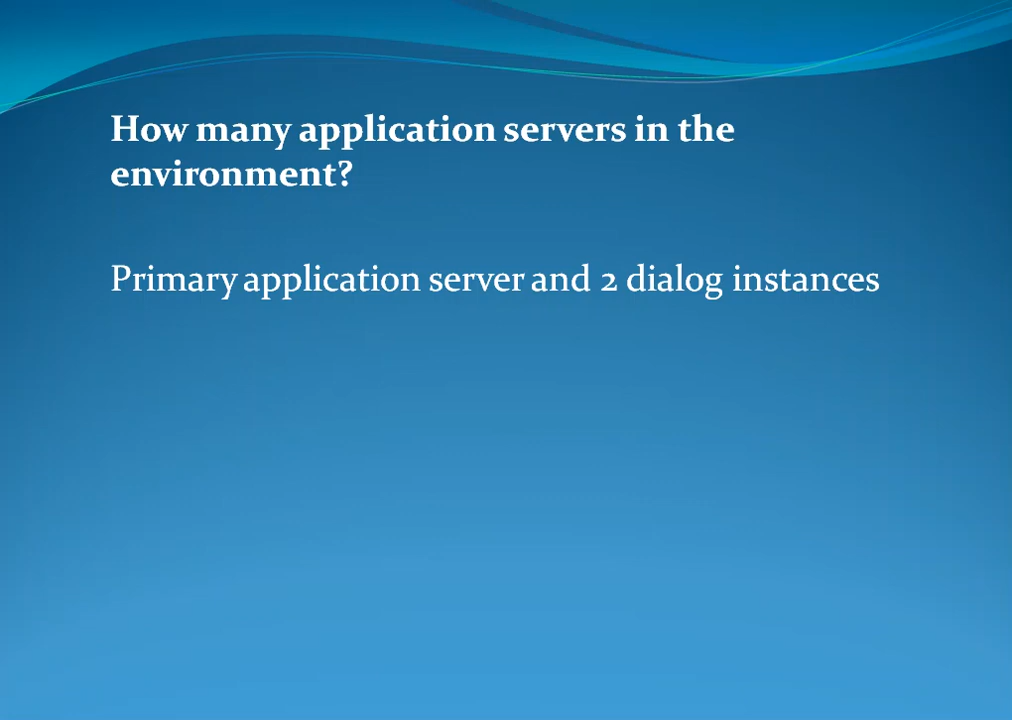 How many application servers in the
environment?
Primary application server and 2 dialog instances